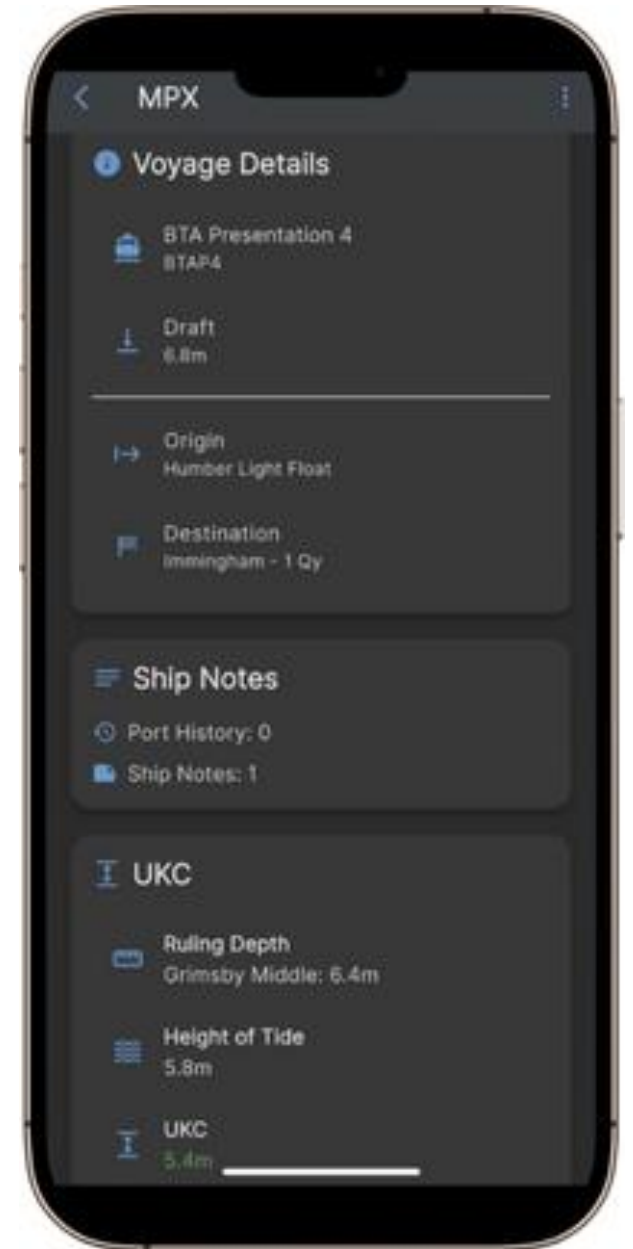 MPX
Voyage Details
BTA Presentation 4
BTAP4
Draft
6.8m
Origin
Humber Light Float
Destination
Immingham - 1 Qy
Ship Notes
Port History: 0
Ship Notes: 1
UKC
Ruling Depth
Grimsby Middle: 6.4m
Height of Tide
5.8m
UKC
5.4m